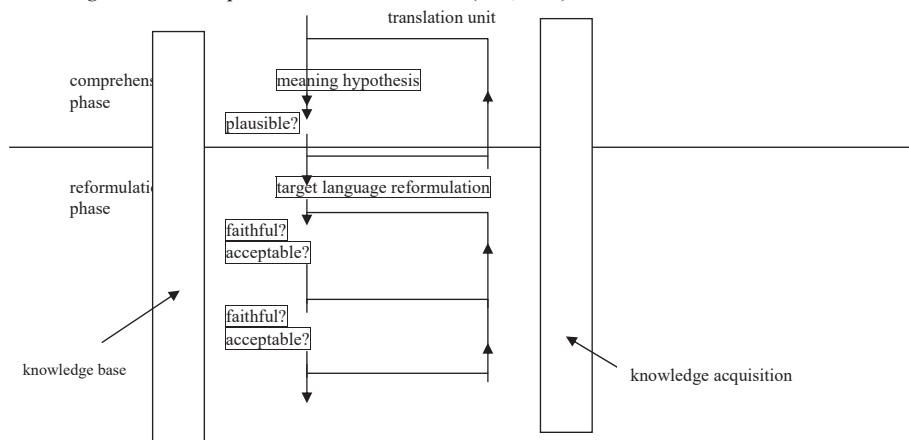 translation unit
comprehens
phase
meaning hypothesis
plausible?
reformulati
phase
target language reformulation
faithful?
acceptable?
faithful?
acceptable?
knowledge base
knowledge acquisition